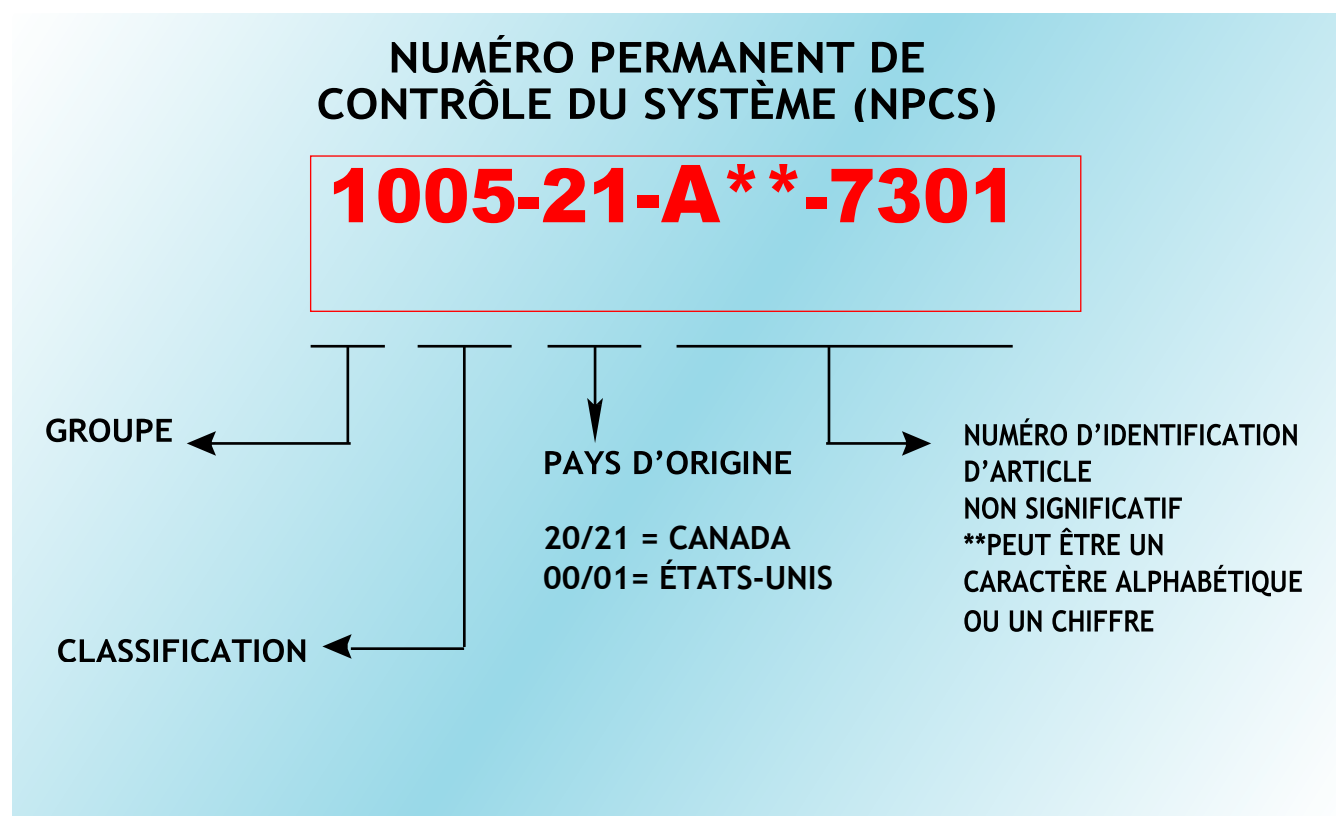 NUMÉRO PERMANENT DE
CONTRÔLE DU SYSTÈME (NPCS)
1005-21-A**-7301
GROUPE
CLASSIFICATION
PAYS D’ORIGINE
20/21 = CANADA
00/01= ÉTATS-UNIS
NUMÉRO D’IDENTIFICATION
D’ARTICLE
NON SIGNIFICATIF
**PEUT ÊTRE UN
CARACTÈRE ALPHABÉTIQUE
OU UN CHIFFRE